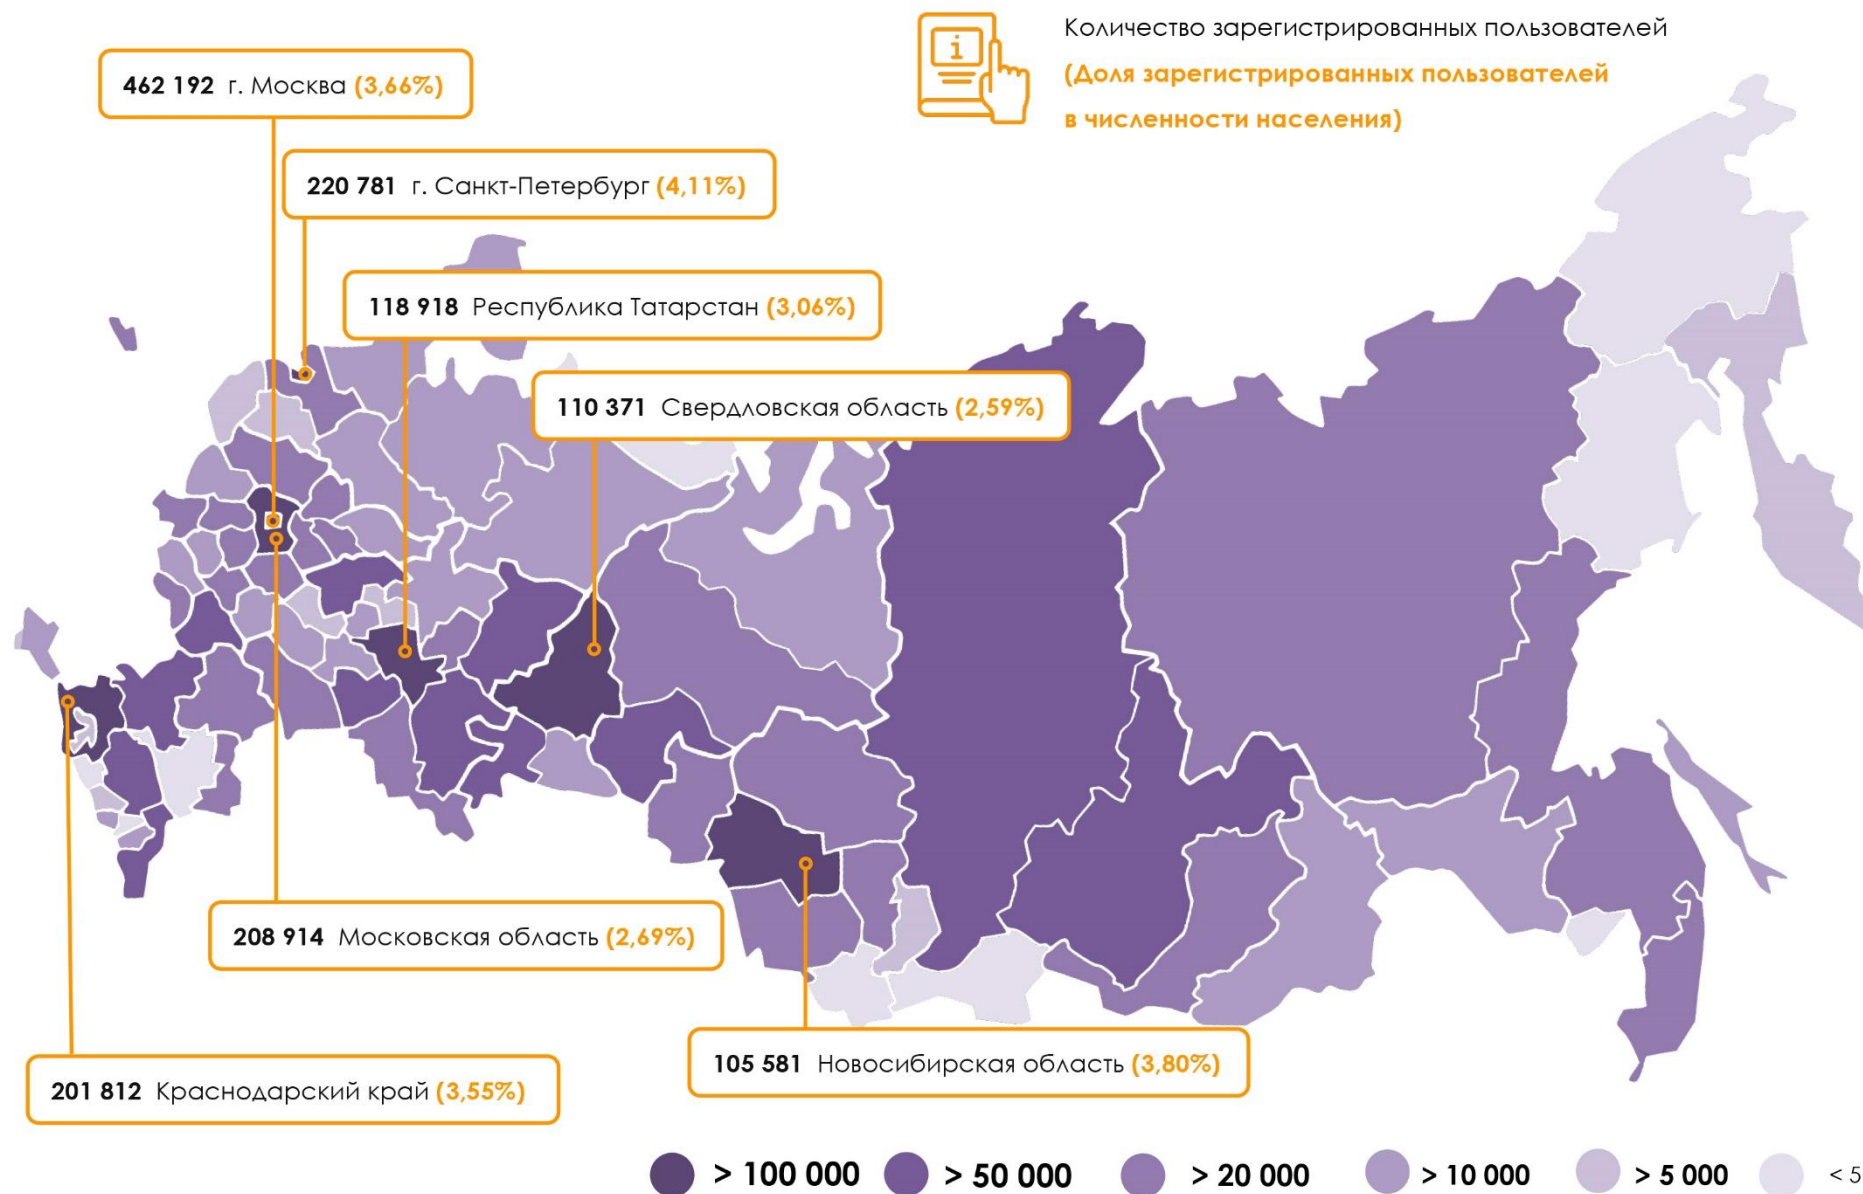 Количество зарегистрированных пользователей
(Доля зарегистрированных пользователей
в численности населения)
462 192 г. Москва (3,66%)
220 781 г. Санкт-Петербург (4,11%)
118 918 Республика Татарстан (3,06%)
110 371 Свердловская область (2,59%)
208 914 Московская область (2,69%)
105 581 Новосибирская область (3,80%)
201 812 Краснодарский край (3,55%)
> 100 000 > 50 000 > 20 000 > 10 000 > 5 000 < 5